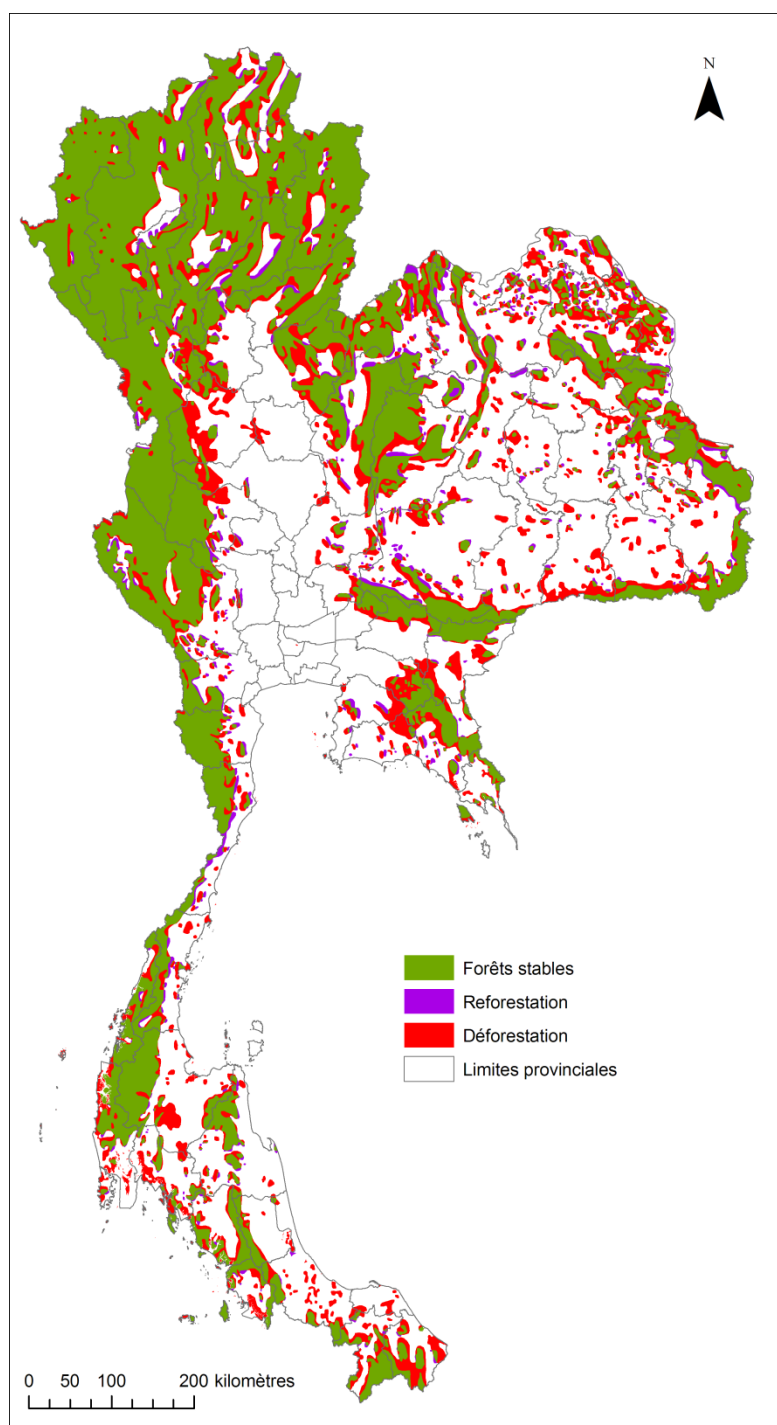 N
Forêts stables
Reforestation
Déforestation
Limites provinciales
0 50 100 200 kilomètres